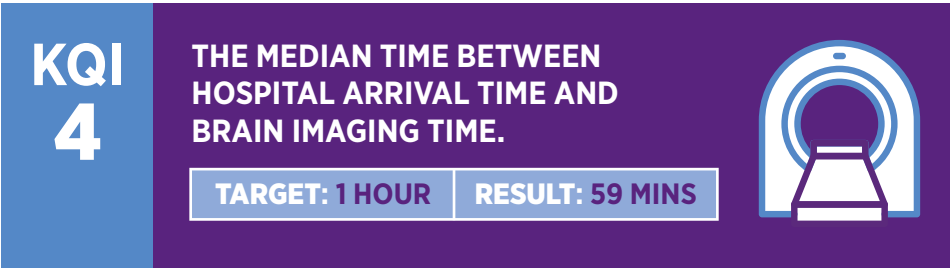 KQI
4
THE MEDIAN TIME BETWEEN
HOSPITAL ARRIVAL TIME AND
BRAIN IMAGING TIME.
TARGET: 1 HOUR
RESULT: 59 MINS